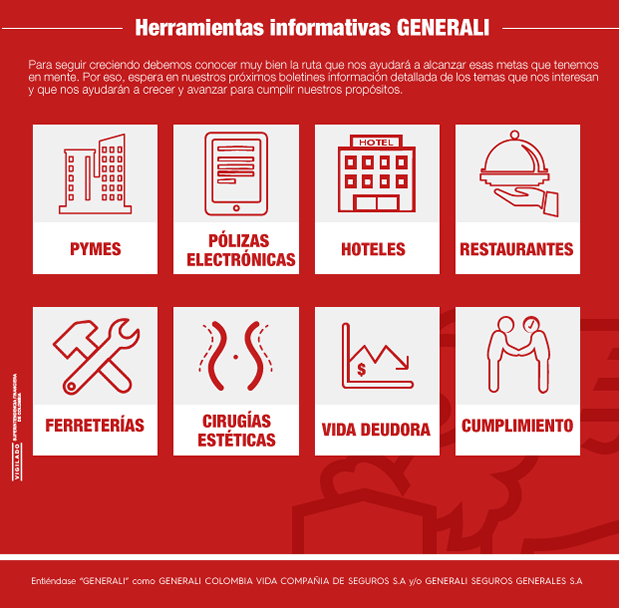 Herramientas informativas GENERALI
Para seguir creciendo debemos conocer muy bien la ruta que nos ayudará a alcanzar esas metas que tenemos
en mente. Por eso, espera en nuestros próximos boletines información detallada de los temas que nos interesan
y que nos ayudarán a crecer y avanzar para cumplir nuestros propósitos.
PYMES
PÓLIZAS
ELECTRÓNICAS
HOTEL
HOTELES
RESTAURANTES
FERRETERÍAS
CIRUGÍAS
ESTÉTICAS
$
VIDA DEUDORA
CUMPLIMIENTO
VIGILADO
SUPERINTENDENCIA FINANCIERA
DE COLOMBIA
Entiéndase “GENERALI” como GENERALI COLOMBIA VIDA COMPAÑIA DE SEGUROS S.A y/o GENERALI SEGUROS GENERALES S.A